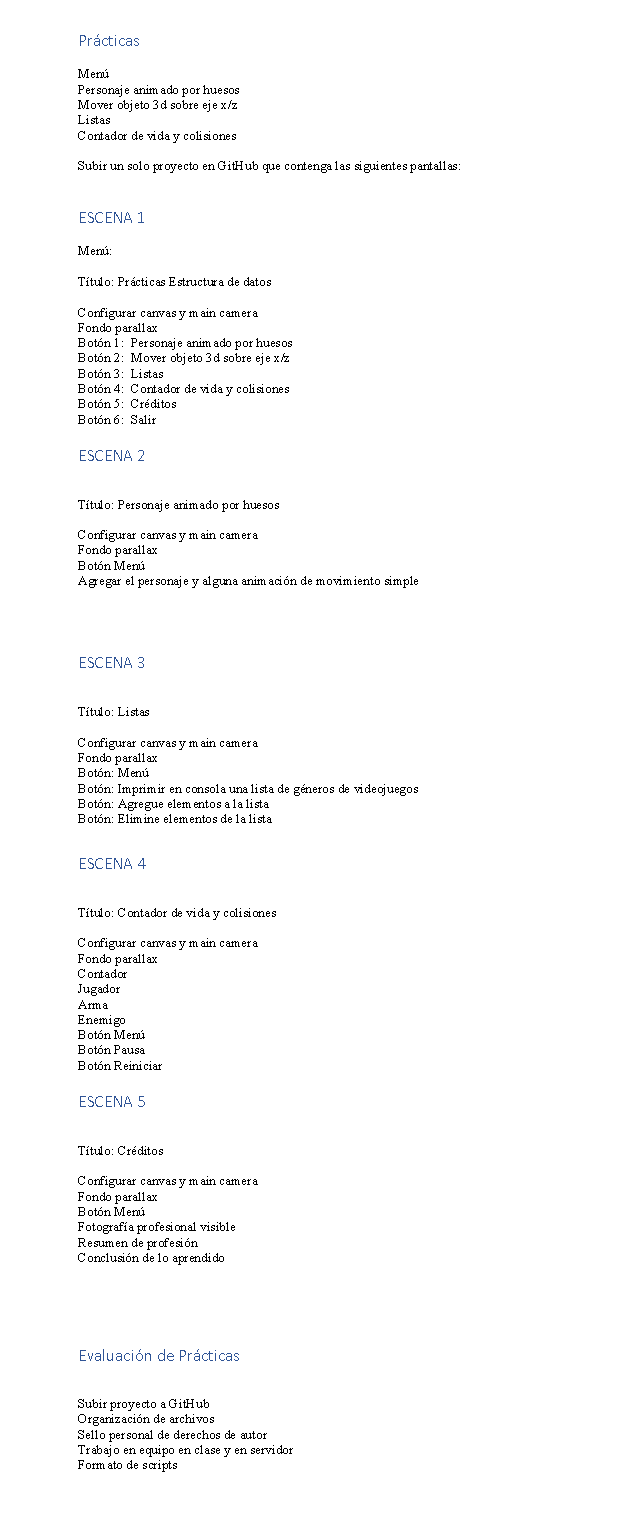 Prácticas
Menú
Personaje animado por huesos
Mover objeto 3d sobre eje x/z
Listas
Contador de vida y colisiones
Subir un solo proyecto en GitHub que contenga las siguientes pantallas:
ESCENA 1
Menú:
Título: Prácticas Estructura de datos
Configurar canvas y main camera
Fondo parallax
Botón 1: Personaje animado por huesos
Botón 2: Mover objeto 3d sobre eje x/z
Botón 3: Listas
Botón 4: Contador de vida y colisiones
Botón 5: Créditos
Botón 6: Salir
ESCENA 2
Título: Personaje animado por huesos
Configurar canvas y main camera
Fondo parallax
Botón Menú
Agregar el personaje y alguna animación de movimiento simple
ESCENA 3
Título: Listas
Configurar canvas y main camera
Fondo parallax
Botón: Menú
Botón: Imprimir en consola una lista de géneros de videojuegos
Botón: Agregue elementos a la lista
Botón: Elimine elementos de la lista
ESCENA 4
Título: Contador de vida y colisiones
Configurar canvas y main camera
Fondo parallax
Contador
Jugador
Arma
Enemigo
Botón Menú
Botón Pausa
Botón Reiniciar
ESCENA 5
Título: Créditos
Configurar canvas y main camera
Fondo parallax
Botón Menú
Fotografía profesional visible
Resumen de profesión
Conclusión de lo aprendido
Evaluación de Prácticas
Subir proyecto a GitHub
Organización de archivos
Sello personal de derechos de autor
Trabajo en equipo en clase y en servidor
Formato de scripts